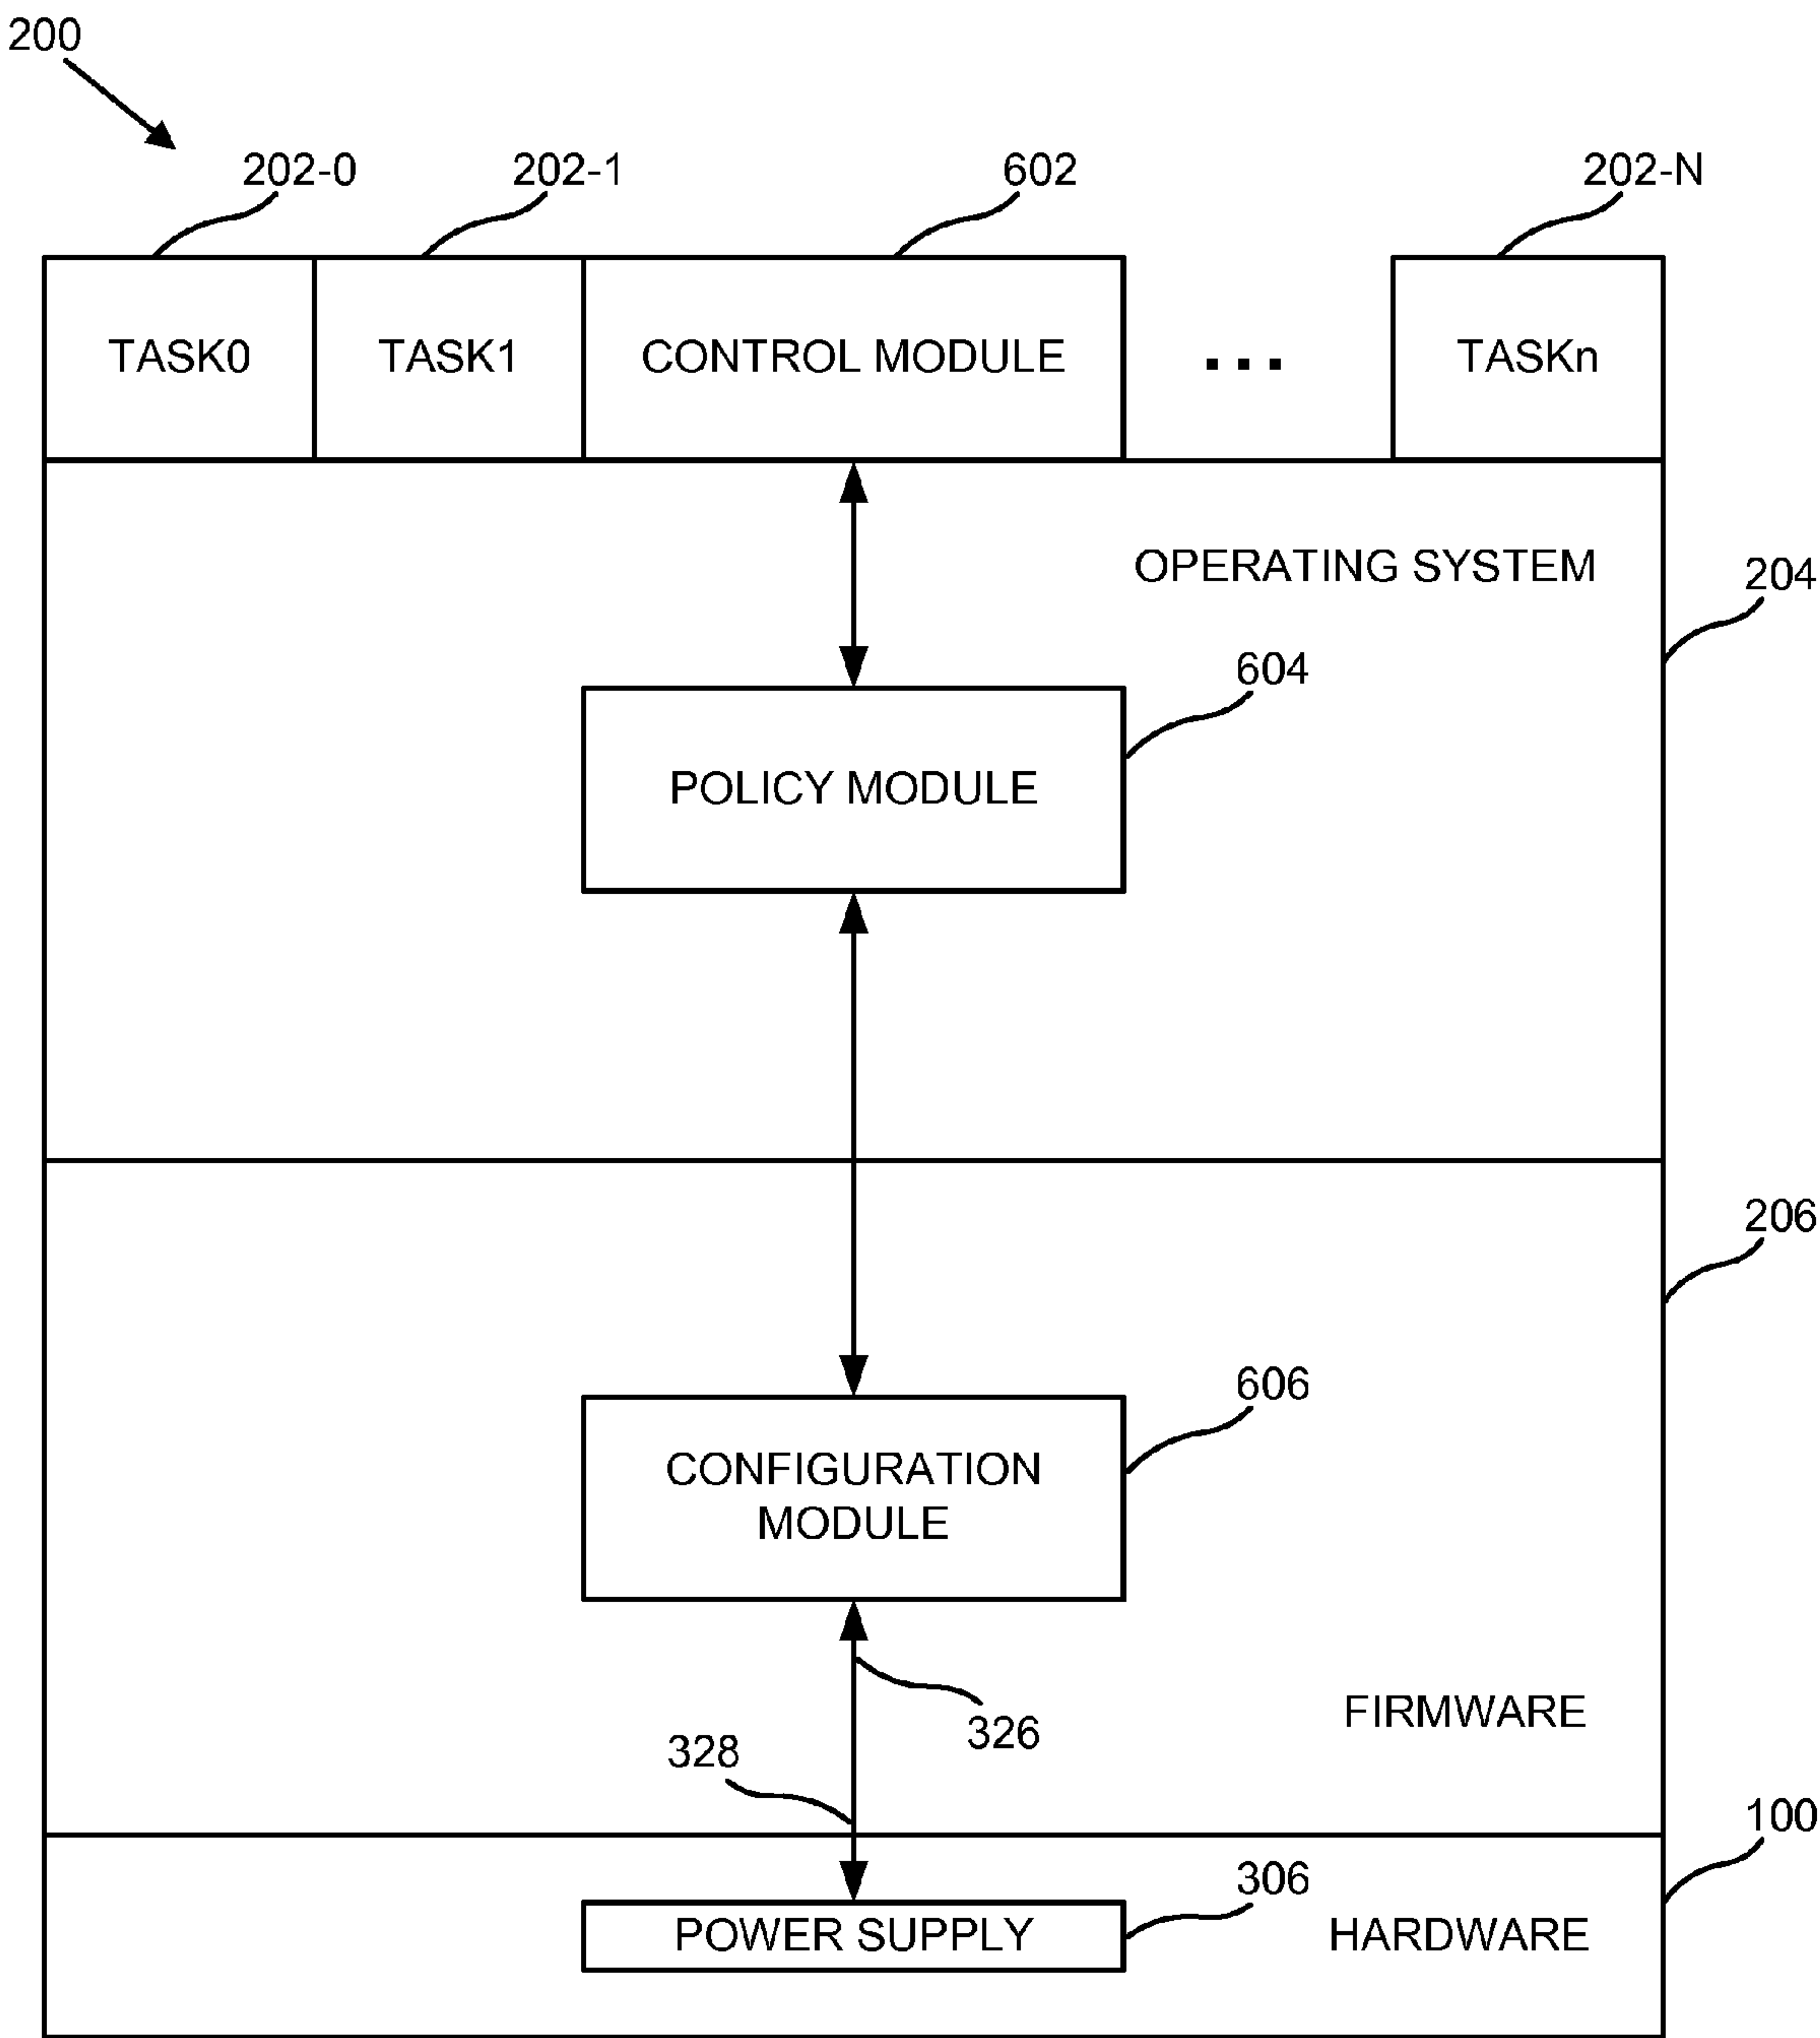 200
202-0
202-1
602
202-N
TASK0
TASK1
CONTROL MODULE
...
TASKn
OPERATING SYSTEM
204
604
POLICY MODULE
206
606
CONFIGURATION
MODULE
326
FIRMWARE
328
100
306
POWER SUPPLY
HARDWARE